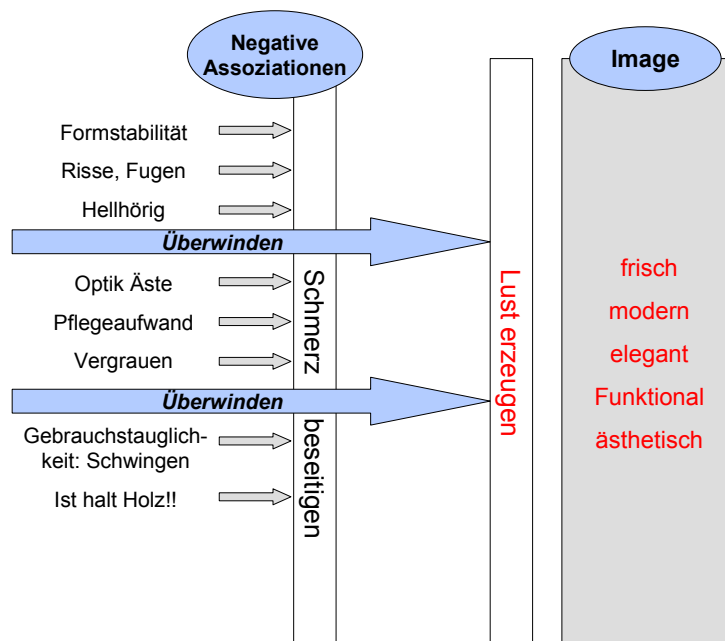 Negative
Assoziationen
Image
Formstabilität
Risse, Fugen
Hellhörig
Überwinden
Optik Äste
Pflegeaufwand
Vergrauen
Überwinden
Gebrauchstauglich-
keit: Schwingen
Ist halt Holz!!
Schmerz beseitigen
Lust erzeugen
frisch
modern
elegant
Funktional
ästhetisch